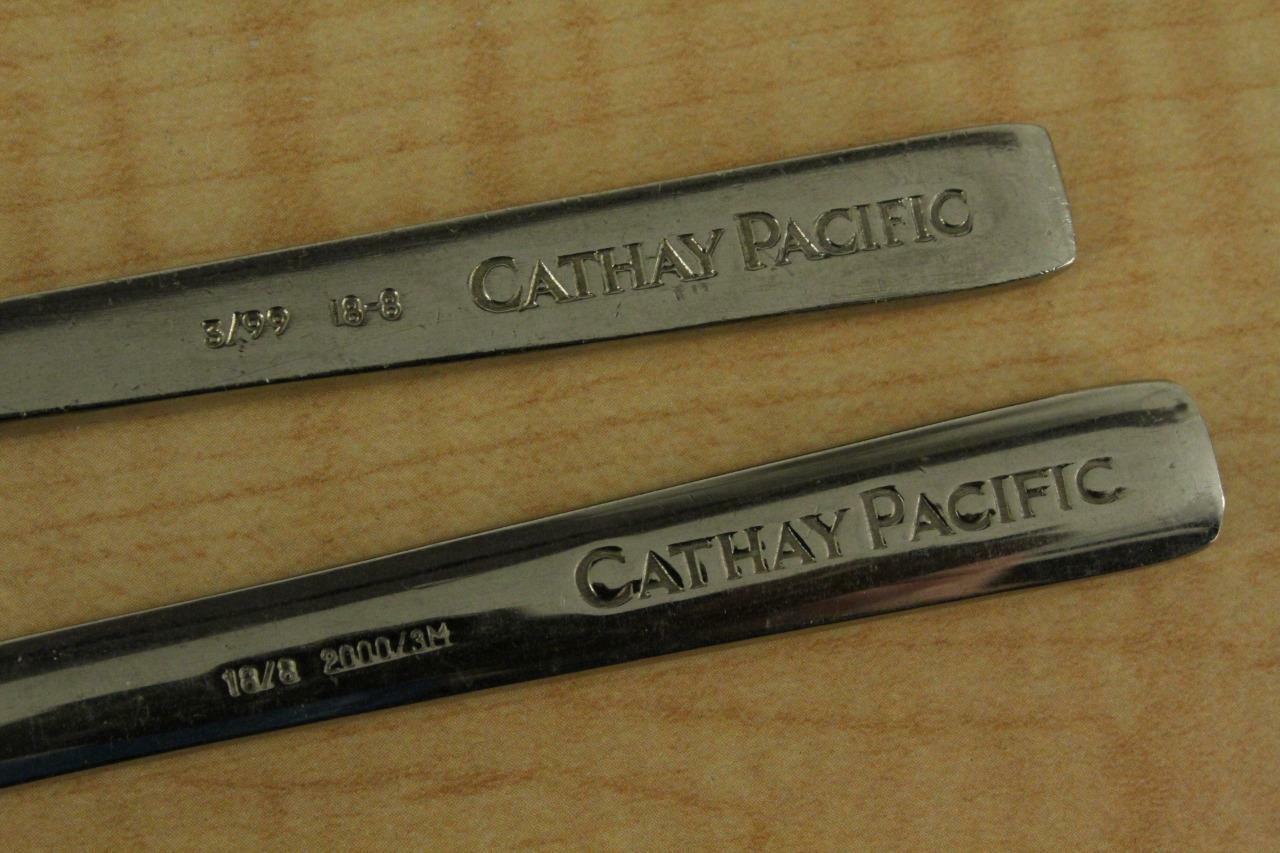 3/99 18-8 CATHAY PACIFIC
18/8 2000/3M CATHAY PACIFIC